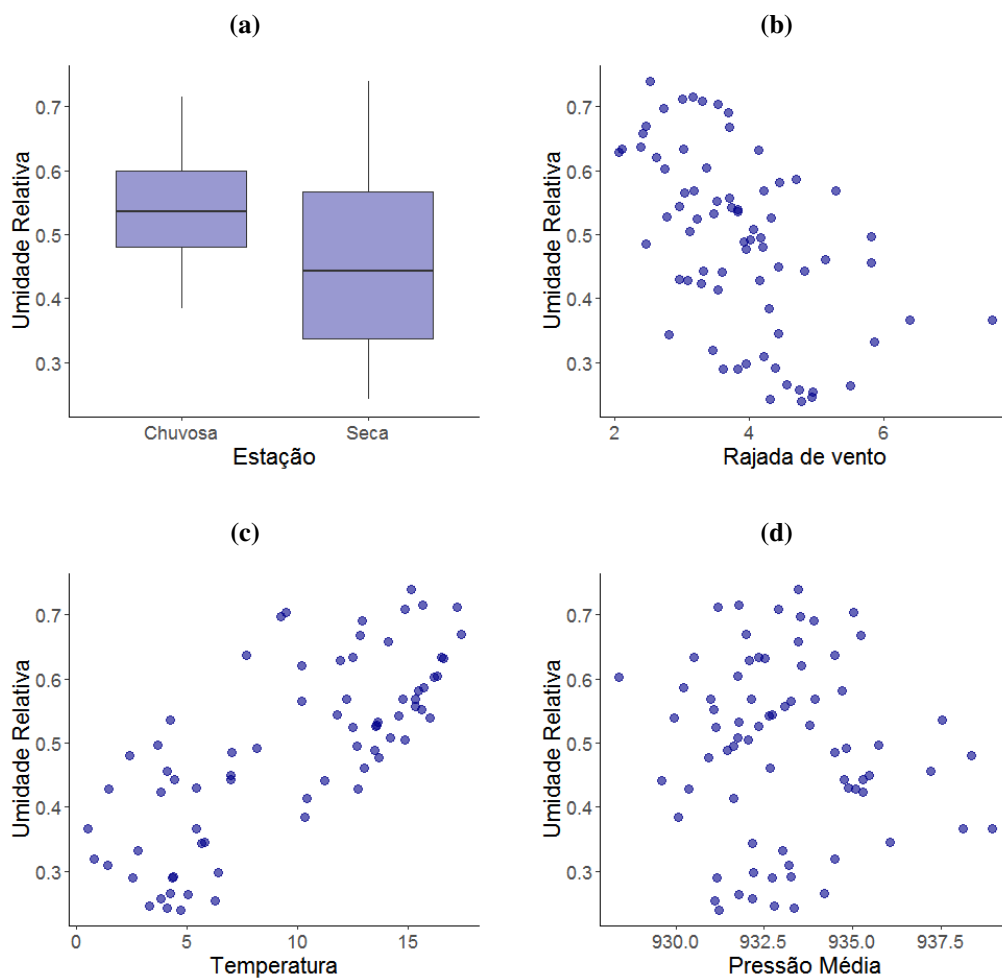 (a)
Umidade Relativa
0.7
0.6
0.5
0.4
0.3
Chuvosa
Seca
Estação
(b)
Umidade Relativa
0.7
0.6
0.5
0.4
0.3
2
4
6
Rajada de vento
(c)
Umidade Relativa
0.7
0.6
0.5
0.4
0.3
0
5
10
15
Temperatura
(d)
Umidade Relativa
0.7
0.6
0.5
0.4
0.3
930.0
932.5
935.0
937.5
Pressão Média